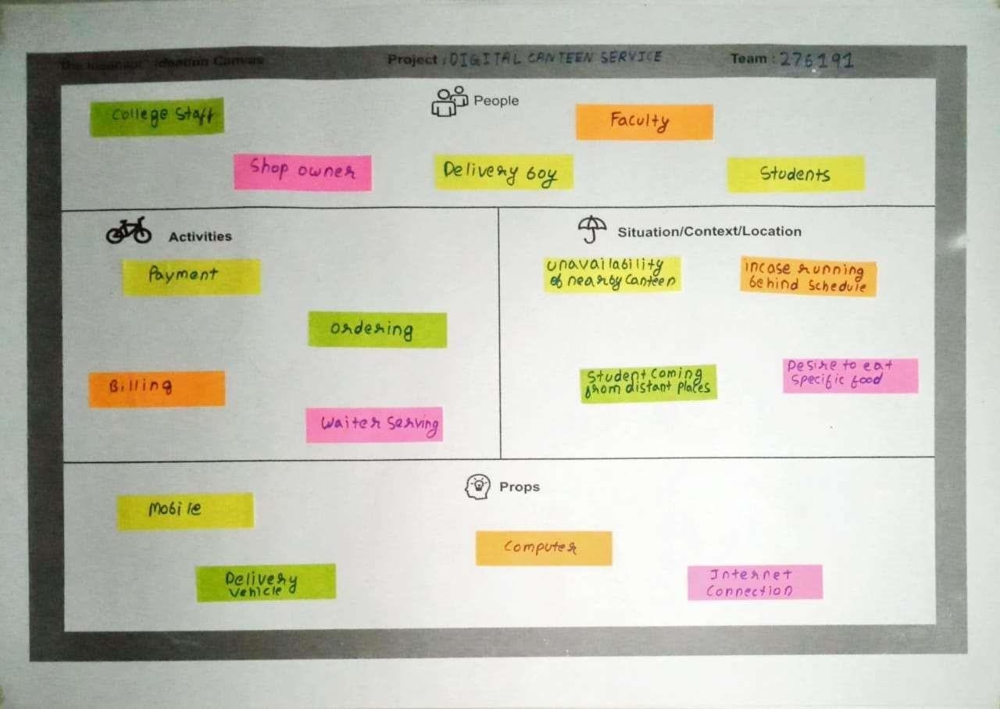 Ideation Canvas
Project : DIGITAL CANTEEN SERVICE
Team : 276191
People
College Staff
Faculty
Shop owner
Delivery boy
Students
Activities
Payment
Ordering
Billing
Waiter Serving
Situation/Context/Location
unavailability
of nearby Canteen
incase running
behind Schedule
Student Coming
from distant places
Desire to eat
Specific food
Props
Mobile
Computer
Delivery
Vehicle
Internet
Connection